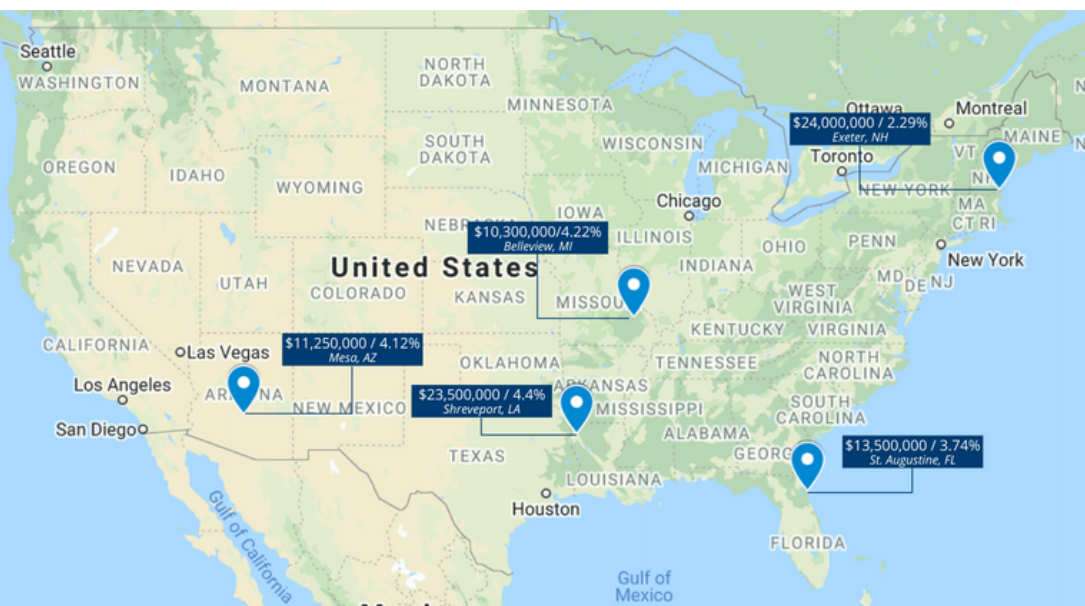 Seattle
WASHINGTON
MONTANA
NORTH
DAKOTA
MINNESOTA
Ottawa
Montreal
$24,000,000 / 2.29%
Exeter, NH
MAINE
VT
OREGON
IDAHO
SOUTH
DAKOTA
WISCONSIN
MICHIGAN
Toronto
WYOMING
NEW YORK
MA
CT RI
Chicago
IOWA
$10,300,000/4.22%
Belleview, MI
ILLINOIS
OHIO
PENN
New York
NEVADA
UTAH
United States
COLORADO
KANSAS
INDIANA
MD
DE
NJ
WEST
VIRGINIA
KENTUCKY
VIRGINIA
CALIFORNIA
Las Vegas
$11,250,000 / 4.12%
Mesa, AZ
OKLAHOMA
TENNESSEE
NORTH
CAROLINA
Los Angeles
NEW MEXICO
$23,500,000 / 4.4%
Shreveport, LA
ARKANSAS
MISSISSIPPI
SOUTH
CAROLINA
San Diego
TEXAS
ALABAMA
$13,500,000 / 3.74%
St. Augustine, FL
LOUISIANA
Houston
FLORIDA
Gulf of California
Gulf of
Mexico